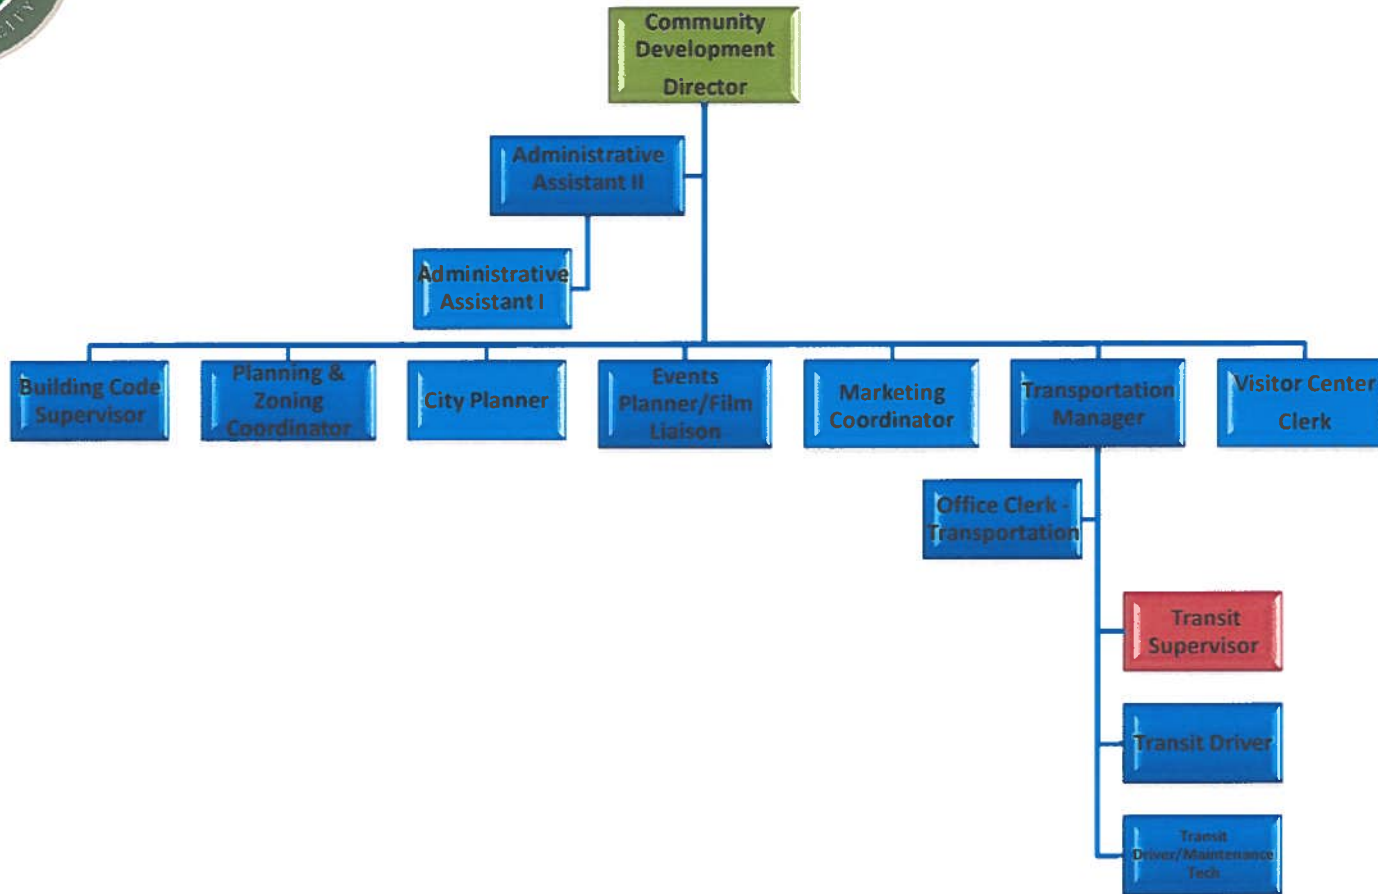 Community
Development
Director
Administrative
Assistant II
Administrative
Assistant I
Building Code
Supervisor
Planning &
Zoning
Coordinator
City Planner
Events
Planner/Film
Liaison
Marketing
Coordinator
Transportation
Manager
Visitor Center
Clerk
Office Clerk -
Transportation
Transit
Supervisor
Transit Driver
Transit
Driver/Maintenance
Tech